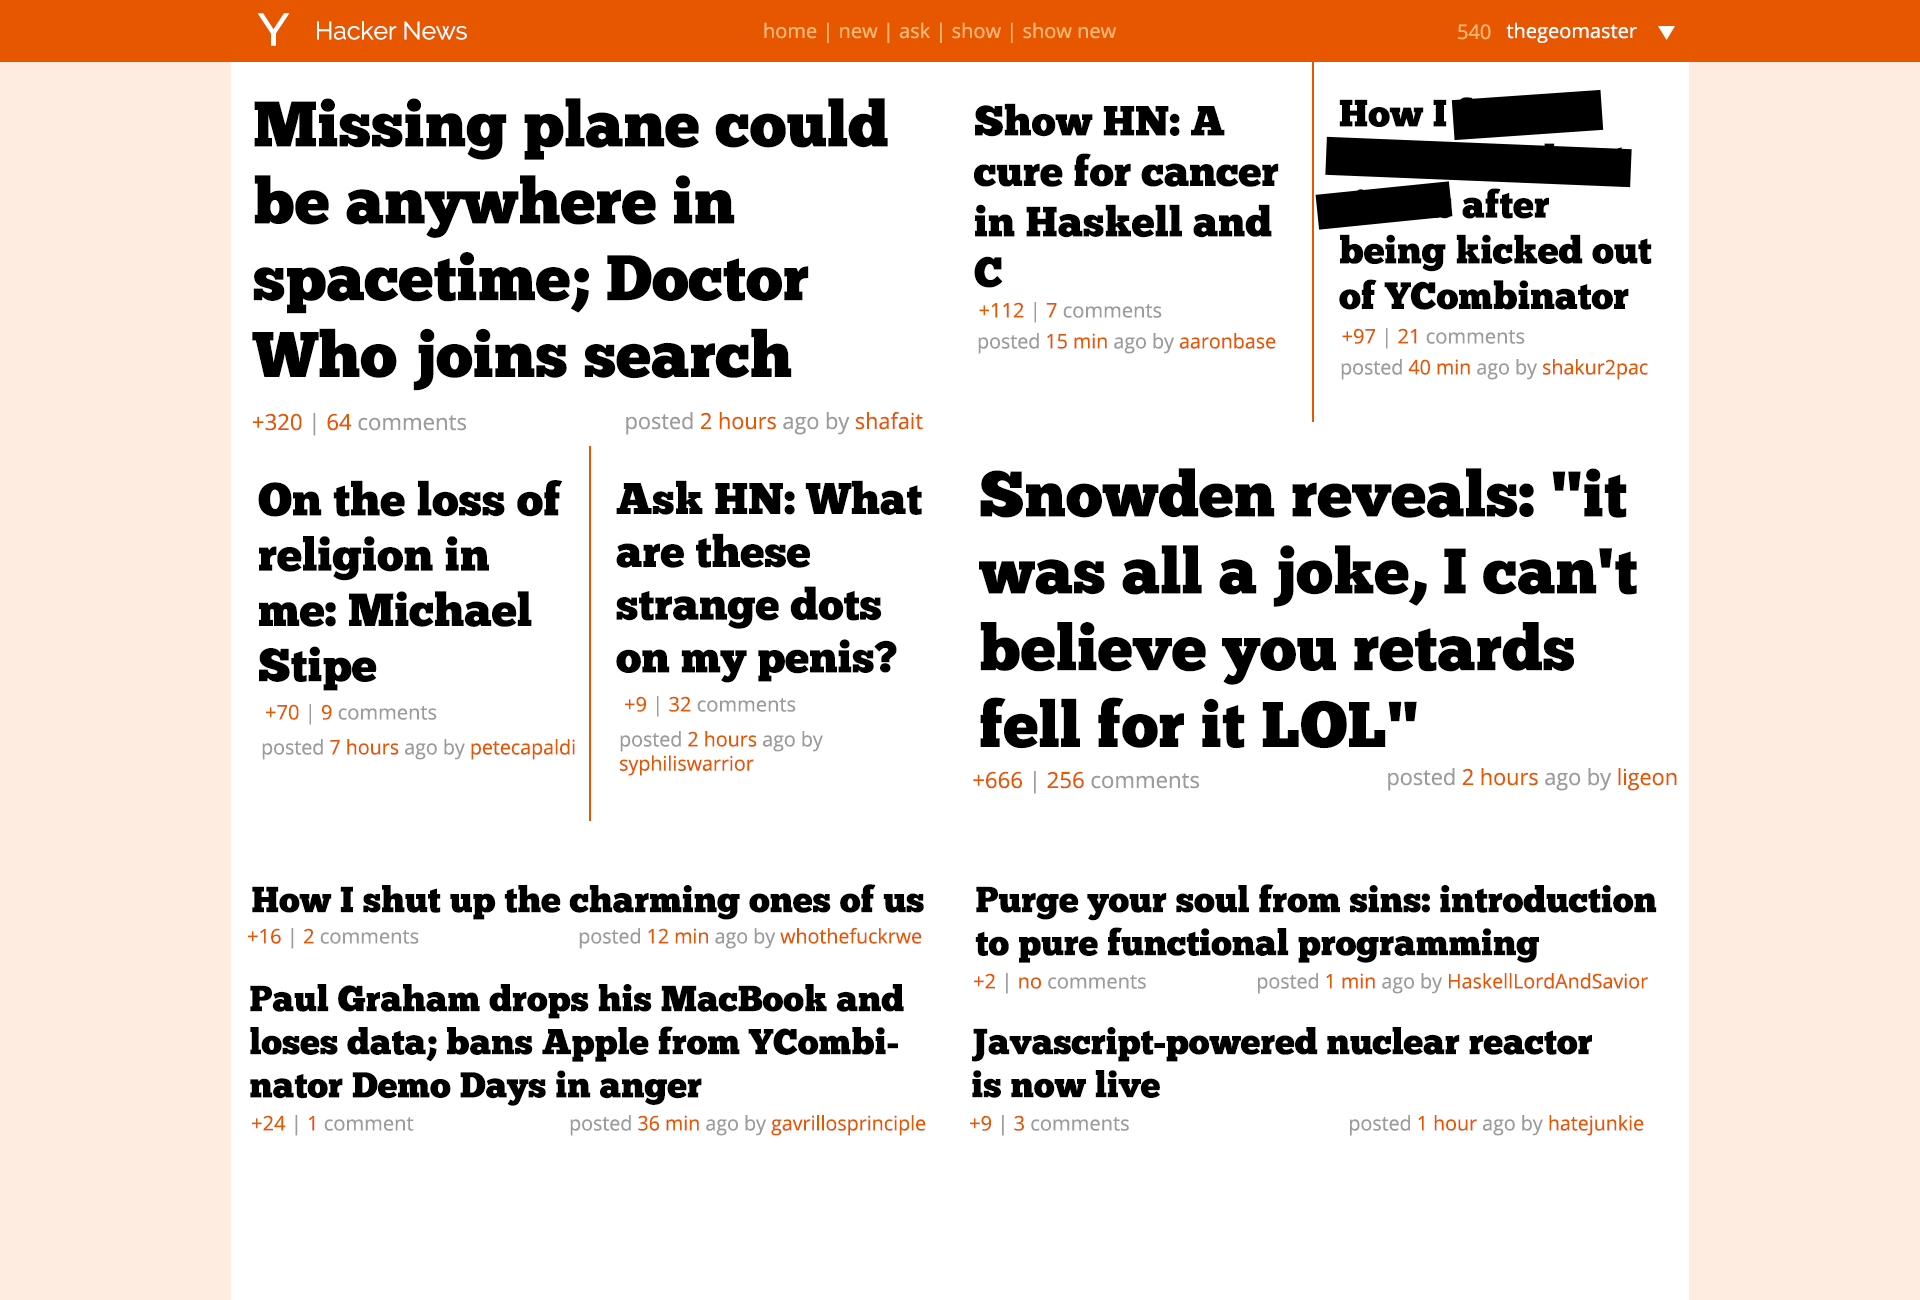 Y Hacker News
home | new | ask | show | show new
540 thegeomaster
Missing plane could
be anywhere in
spacetime; Doctor
Who joins search
+320 | 64 comments
posted 2 hours ago by shafait
Show HN: A
cure for cancer
in Haskell and
C
+112 | 7 comments
posted 15 min ago by aaronbase
How I
after
being kicked out
of YCombinator
+97 | 21 comments
posted 40 min ago by shakur2pac
On the loss of
religion in
me: Michael
Stipe
+70 | 9 comments
posted 7 hours ago by petecapaldi
Ask HN: What
are these
strange dots
on my penis?
+9 | 32 comments
posted 2 hours ago by
syphiliswarrior
Snowden reveals: "it
was all a joke, I can't
believe you retards
fell for it LOL"
+666 | 256 comments
posted 2 hours ago by ligeon
How I shut up the charming ones of us
+16 | 2 comments
posted 12 min ago by whothefuckrwe
Paul Graham drops his MacBook and
loses data; bans Apple from YCombi-
nator Demo Days in anger
+24 | 1 comment
posted 36 min ago by gavrillosprinciple
Purge your soul from sins: introduction
to pure functional programming
+2 | no comments
posted 1 min ago by HaskellLordAndSavior
Javascript-powered nuclear reactor
is now live
+9 | 3 comments
posted 1 hour ago by hatejunkie